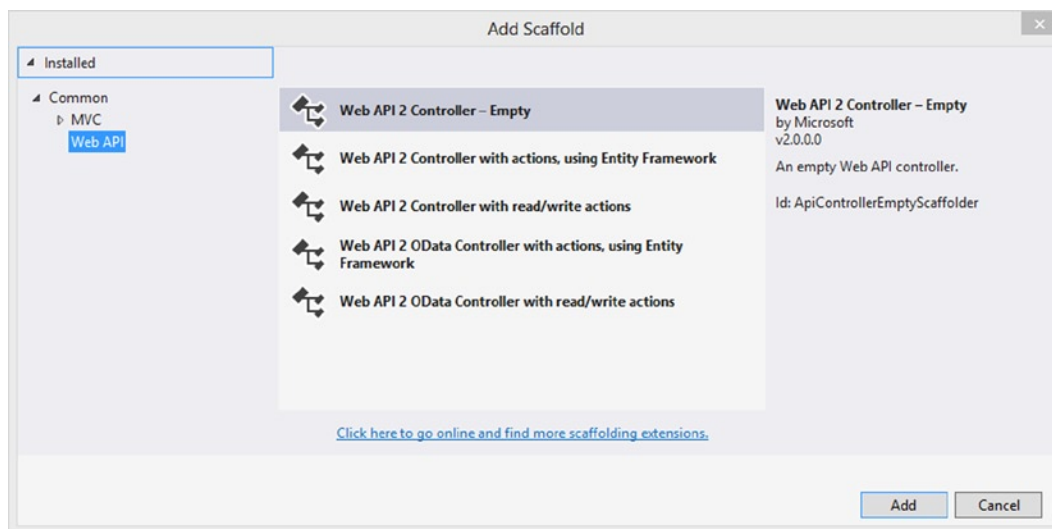 Add Scaffold
Installed
Common
MVC
Web API
Web API 2 Controller – Empty
Web API 2 Controller with actions, using Entity Framework
Web API 2 Controller with read/write actions
Web API 2 OData Controller with actions, using Entity
Framework
Web API 2 OData Controller with read/write actions
Click here to go online and find more scaffolding extensions.
Web API 2 Controller – Empty
by Microsoft
v2.0.0.0
An empty Web API controller.
Id: ApiControllerEmptyScaffolder
Add
Cancel